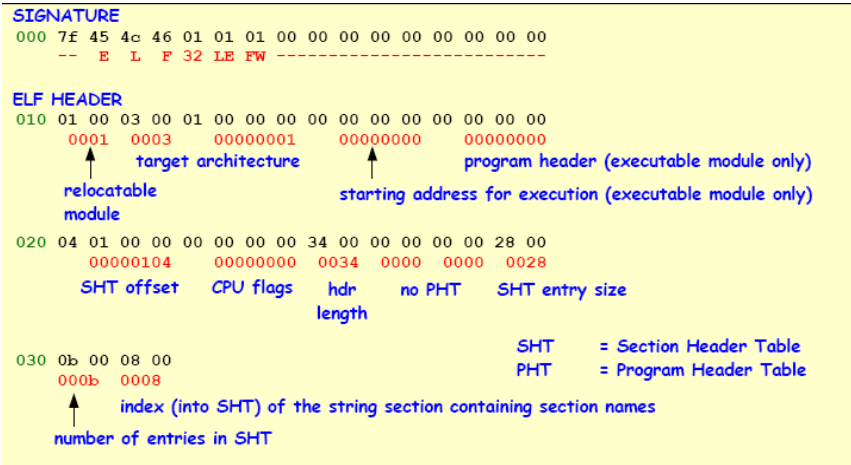 SIGNATURE
000 7f 45 4c 46 01 01 01 00 00 00 00 00 00 00 00 00
-- E L F 32 LE FW --------------------------
ELF HEADER
010 01 00 03 00 01 00 00 00 00 00 00 00 00 00 00 00
0001 0003 00000001 00000000 00000000
target architecture program header (executable module only)
relocatable starting address for execution (executable module only)
module
020 04 01 00 00 00 00 00 00 34 00 00 00 00 00 28 00
00000104 00000000 0034 0000 0000 0028
SHT offset CPU flags hdr no PHT SHT entry size
length
SHT = Section Header Table
030 0b 00 08 00
PHT = Program Header Table
000b 0008
index (into SHT) of the string section containing section names
number of entries in SHT